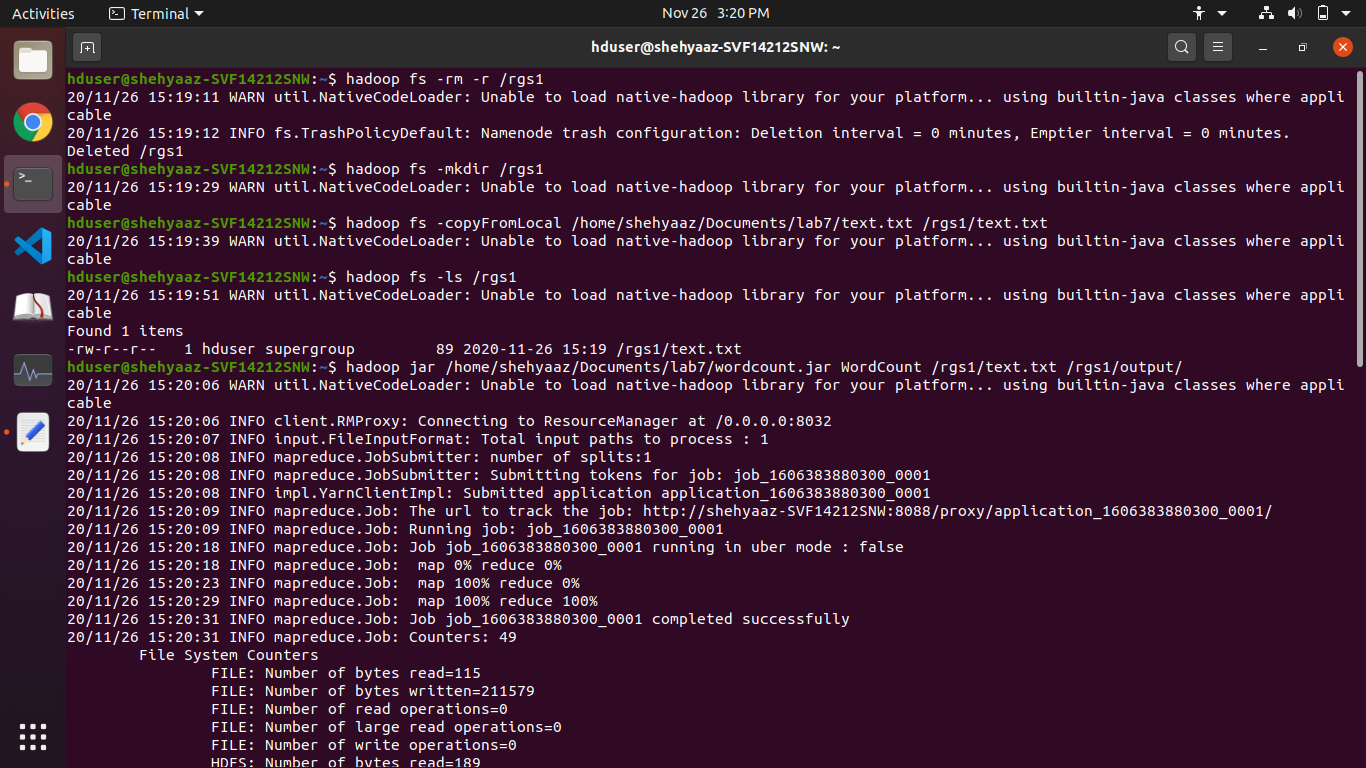 Activities Terminal Nov 26 3:20 PM
hduser@shehyaaz-SVF14212SNW: ~
hduser@shehyaaz-SVF14212SNW:~$ hadoop fs -rm -r /rgs1
20/11/26 15:19:11 WARN util.NativeCodeLoader: Unable to load native-hadoop library for your platform... using builtin-java classes where appli
cable
20/11/26 15:19:12 INFO fs.TrashPolicyDefault: Namenode trash configuration: Deletion interval = 0 minutes, Emptier interval = 0 minutes.
Deleted /rgs1
hduser@shehyaaz-SVF14212SNW:~$ hadoop fs -mkdir /rgs1
20/11/26 15:19:29 WARN util.NativeCodeLoader: Unable to load native-hadoop library for your platform... using builtin-java classes where appli
cable
hduser@shehyaaz-SVF14212SNW:~$ hadoop fs -copyFromLocal /home/shehyaaz/Documents/lab7/text.txt /rgs1/text.txt
20/11/26 15:19:39 WARN util.NativeCodeLoader: Unable to load native-hadoop library for your platform... using builtin-java classes where appli
cable
hduser@shehyaaz-SVF14212SNW:~$ hadoop fs -ls /rgs1
20/11/26 15:19:51 WARN util.NativeCodeLoader: Unable to load native-hadoop library for your platform... using builtin-java classes where appli
cable
Found 1 items
-rw-r--r--   1 hduser supergroup         89 2020-11-26 15:19 /rgs1/text.txt
hduser@shehyaaz-SVF14212SNW:~$ hadoop jar /home/shehyaaz/Documents/lab7/wordcount.jar WordCount /rgs1/text.txt /rgs1/output/
20/11/26 15:20:06 WARN util.NativeCodeLoader: Unable to load native-hadoop library for your platform... using builtin-java classes where appli
cable
20/11/26 15:20:06 INFO client.RMProxy: Connecting to ResourceManager at /0.0.0.0:8032
20/11/26 15:20:07 INFO input.FileInputFormat: Total input paths to process : 1
20/11/26 15:20:08 INFO mapreduce.JobSubmitter: number of splits:1
20/11/26 15:20:08 INFO mapreduce.JobSubmitter: Submitting tokens for job: job_1606383880300_0001
20/11/26 15:20:08 INFO impl.YarnClientImpl: Submitted application application_1606383880300_0001
20/11/26 15:20:09 INFO mapreduce.Job: The url to track the job: http://shehyaaz-SVF14212SNW:8088/proxy/application_1606383880300_0001/
20/11/26 15:20:09 INFO mapreduce.Job: Running job: job_1606383880300_0001
20/11/26 15:20:18 INFO mapreduce.Job: Job job_1606383880300_0001 running in uber mode : false
20/11/26 15:20:18 INFO mapreduce.Job:  map 0% reduce 0%
20/11/26 15:20:23 INFO mapreduce.Job:  map 100% reduce 0%
20/11/26 15:20:29 INFO mapreduce.Job:  map 100% reduce 100%
20/11/26 15:20:31 INFO mapreduce.Job: Job job_1606383880300_0001 completed successfully
20/11/26 15:20:31 INFO mapreduce.Job: Counters: 49
        File System Counters
                FILE: Number of bytes read=115
                FILE: Number of bytes written=211579
                FILE: Number of read operations=0
                FILE: Number of large read operations=0
                FILE: Number of write operations=0
                HDFS: Number of bytes read=189